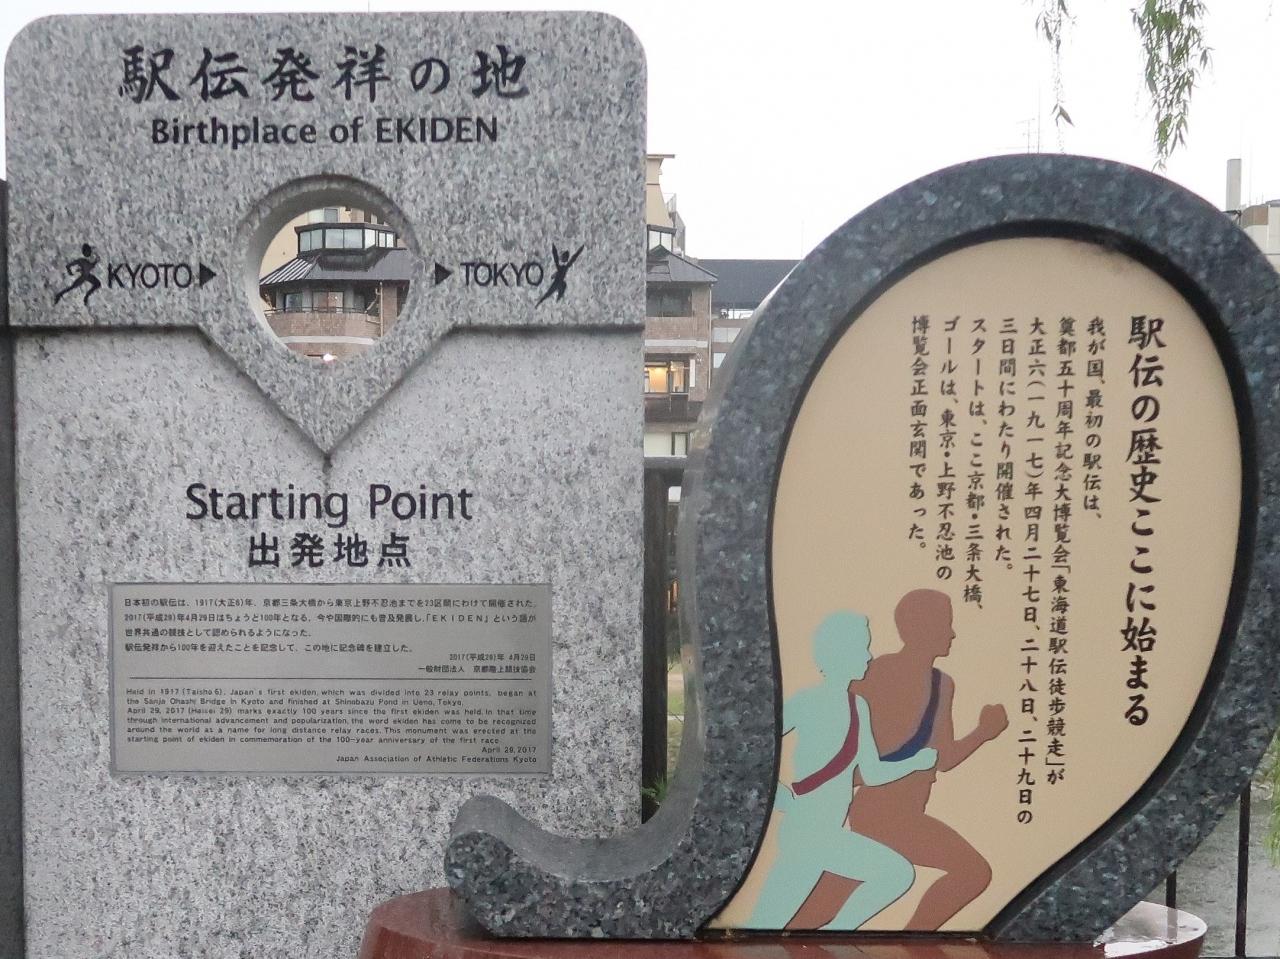 駅伝発祥の地
Birthplace of EKIDEN
KYOTO
TOKYO
Starting Point
出発地点
日本初の駅伝は、1917(大正6)年、京都三条大橋から東京上野不忍池までを23区間にわけて開催された。
2017(平成29)年4月29日はちょうど100年となる。今や国際的にも普及発展し、「EKIDEN」という語が
世界共通の競技として認められるようになった。
駅伝発祥から100年を迎えたことを記念して、この地に記念碑を建立した。
2017(平成29)年 4月29日
一般財団法人 京都陸上競技協会
Held in 1917 (Taisho 6), Japan's first ekiden, which was divided into 23 relay points, began at
the Sanjo Ohashi Bridge in Kyoto and finished at Shinobazu Pond in Ueno, Tokyo.
April 29, 2017 (Heisei 29) marks exactly 100 years since the first ekiden was held. In that time
through international advancement and popularization, the word ekiden has come to be recognized
around the world as a name for long distance relay races. This monument was erected at the
starting point of ekiden in commemoration of the 100-year anniversary of the first race.
April 29, 2017
Japan Association of Athletic Federations Kyoto
駅伝の歴史ここに始まる
我が国、最初の駅伝は、
奠都五十周年記念大博覧会「東海道駅伝徒歩競走」が
大正六(一九一七)年四月二十七日、二十八日、二十九日の
三日間にわたり開催された。
スタートは、ここ京都・三条大橋、
ゴールは、東京・上野不忍池の
博覧会正面玄関であった。